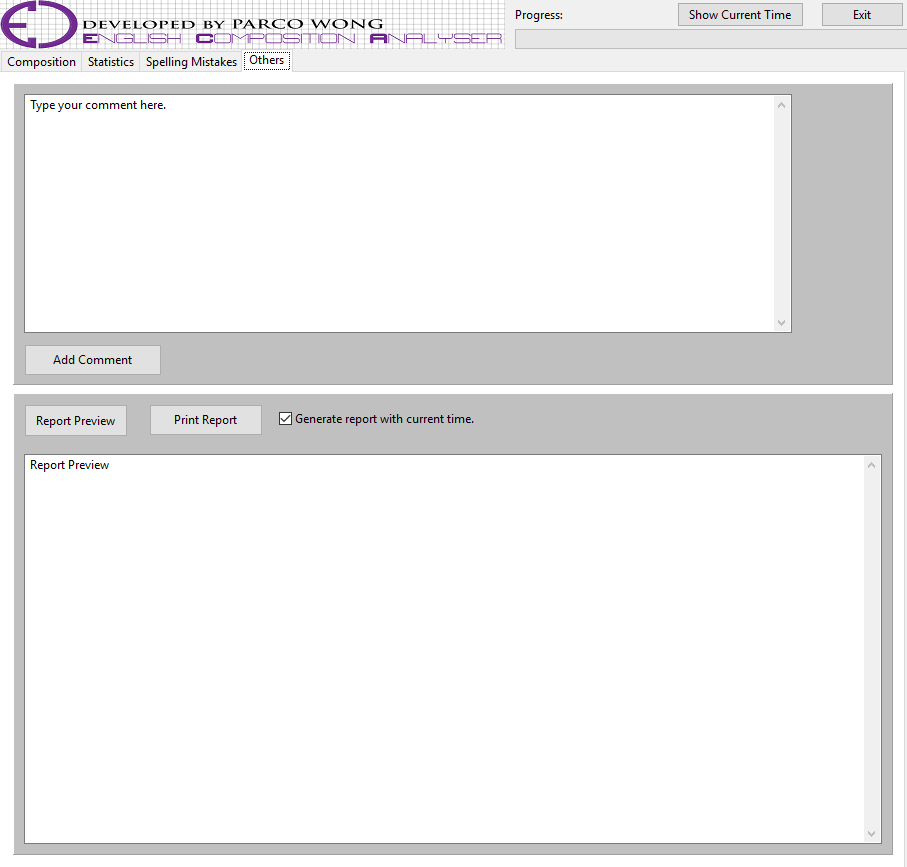 DEVELOPED BY PARCO WONG
ENGLISH COMPOSITION ANALYSER
Progress:
Show Current Time
Exit
Composition
Statistics
Spelling Mistakes
Others
Type your comment here.
Add Comment
Report Preview
Print Report
Generate report with current time.
Report Preview